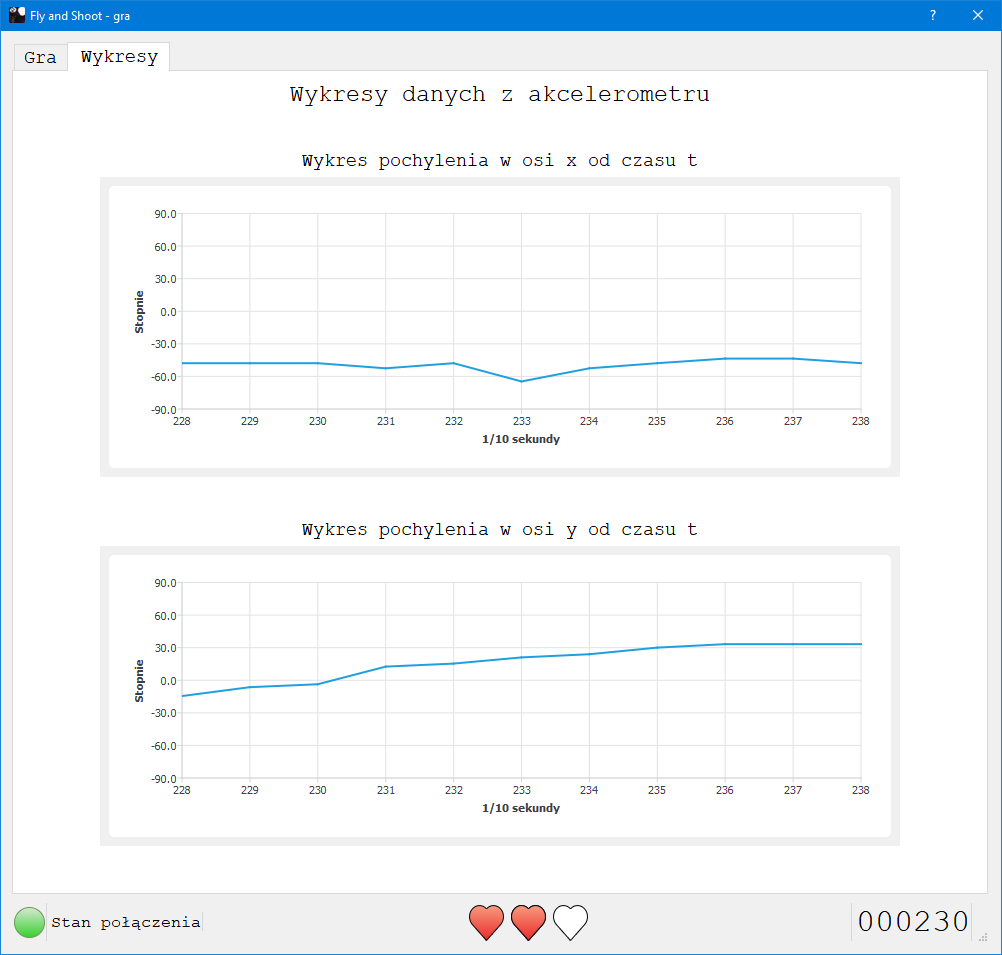 Fly and Shoot - gra
?
Gra Wykresy
Wykresy danych z akcelerometru
Wykres pochylenia w osi x od czasu t
90.0
60.0
30.0
0.0
-30.0
-60.0
-90.0
Stopnie
228 229 230 231 232 233 234 235 236 237 238
1/10 sekundy
Wykres pochylenia w osi y od czasu t
90.0
60.0
30.0
0.0
-30.0
-60.0
-90.0
Stopnie
228 229 230 231 232 233 234 235 236 237 238
1/10 sekundy
Stan połączenia
000230